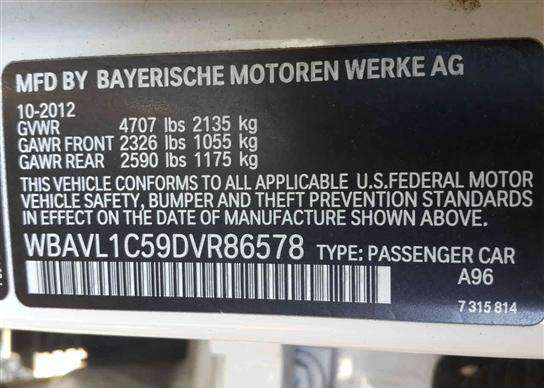 MFD BY BAYERISCHE MOTOREN WERKE AG
10-2012
GVWR 4707 lbs 2135 kg
GAWR FRONT 2326 lbs 1055 kg
GAWR REAR 2590 lbs 1175 kg
THIS VEHICLE CONFORMS TO ALL APPLICABLE U.S.FEDERAL MOTOR
VEHICLE SAFETY, BUMPER AND THEFT PREVENTION STANDARDS
IN EFFECT ON THE DATE OF MANUFACTURE SHOWN ABOVE.
WBAVL1C59DVR86578 TYPE: PASSENGER CAR
A96
7 315 814